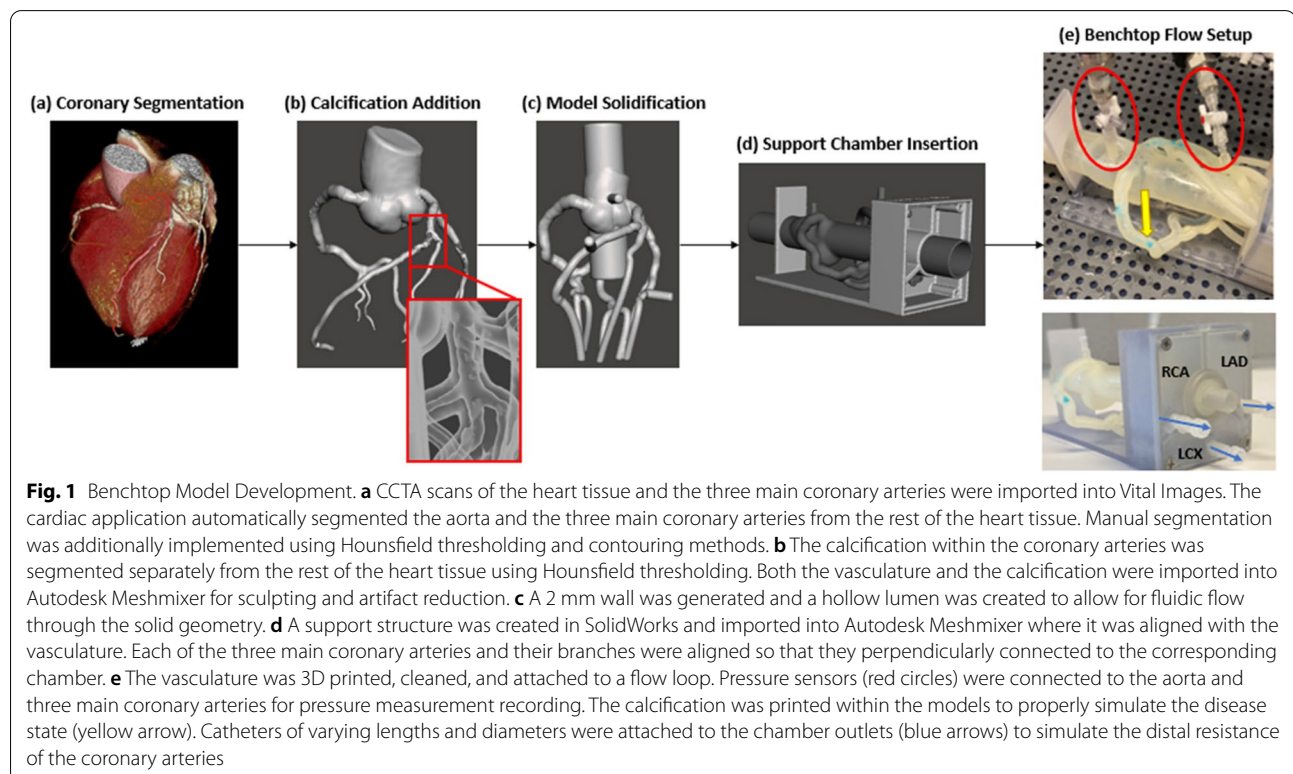 (e) Benchtop Flow Setup
(a) Coronary Segmentation
(b) Calcification Addition
(c) Model Solidification
(d) Support Chamber Insertion
RCA
LAD
LCX
Fig. 1 Benchtop Model Development. a CCTA scans of the heart tissue and the three main coronary arteries were imported into Vital Images. The
cardiac application automatically segmented the aorta and the three main coronary arteries from the rest of the heart tissue. Manual segmentation
was additionally implemented using Hounsfield thresholding and contouring methods. b The calcification within the coronary arteries was
segmented separately from the rest of the heart tissue using Hounsfield thresholding. Both the vasculature and the calcification were imported into
Autodesk Meshmixer for sculpting and artifact reduction. c A 2 mm wall was generated and a hollow lumen was created to allow for fluidic flow
through the solid geometry. d A support structure was created in SolidWorks and imported into Autodesk Meshmixer where it was aligned with the
vasculature. Each of the three main coronary arteries and their branches were aligned so that they perpendicularly connected to the corresponding
chamber. e The vasculature was 3D printed, cleaned, and attached to a flow loop. Pressure sensors (red circles) were connected to the aorta and
three main coronary arteries for pressure measurement recording. The calcification was printed within the models to properly simulate the disease
state (yellow arrow). Catheters of varying lengths and diameters were attached to the chamber outlets (blue arrows) to simulate the distal resistance
of the coronary arteries